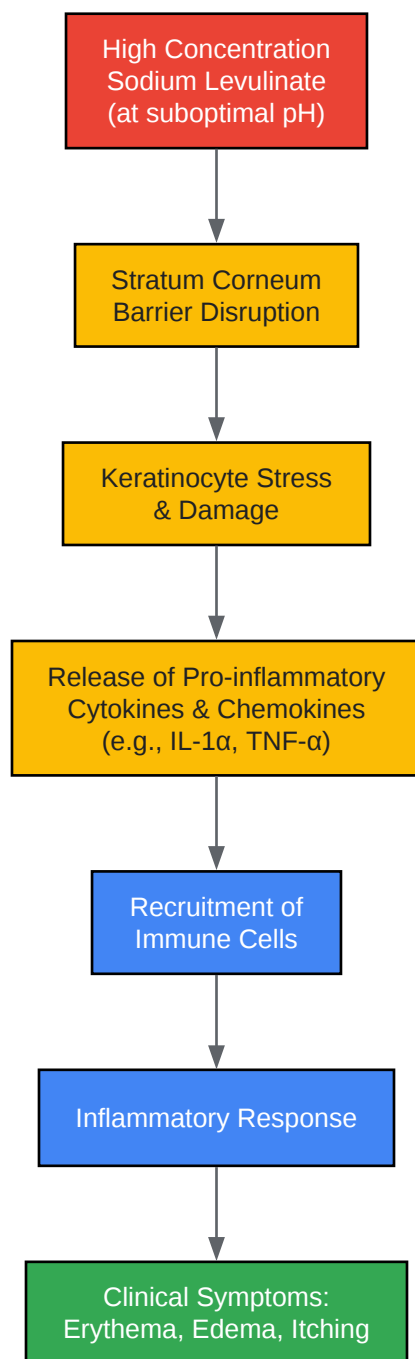 High Concentration
Sodium Levulinate
(at suboptimal pH)
Stratum Corneum
Barrier Disruption
Keratinocyte Stress
& Damage
Release of Pro-inflammatory
Cytokines & Chemokines
(e.g., IL-1α, TNF-α)
Recruitment of
Immune Cells
Inflammatory Response
Clinical Symptoms:
Erythema, Edema, Itching